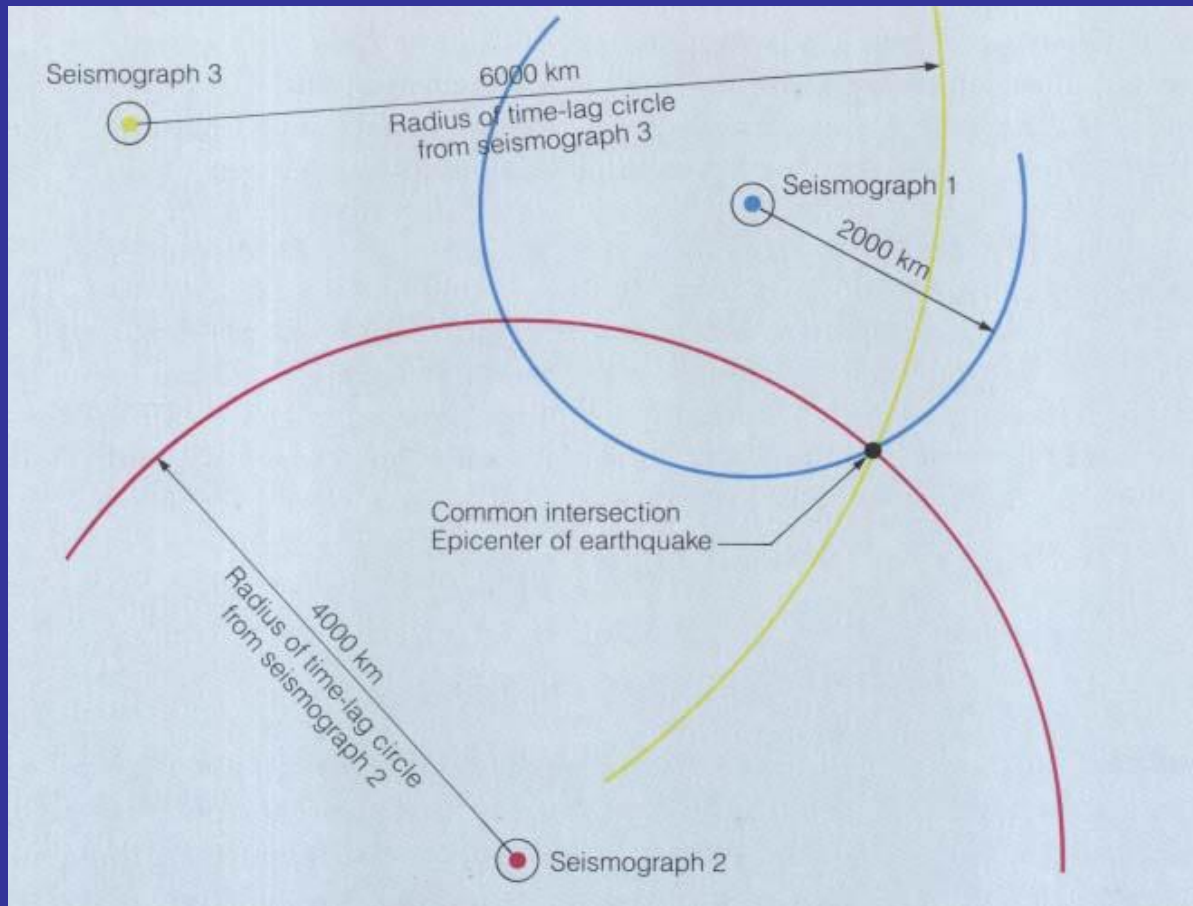 Seismograph 3
6000 km
Radius of time-lag circle
from seismograph 3
Seismograph 1
2000 km
Common intersection
Epicenter of earthquake
4000 km
Radius of time-lag circle
from seismograph 2
Seismograph 2